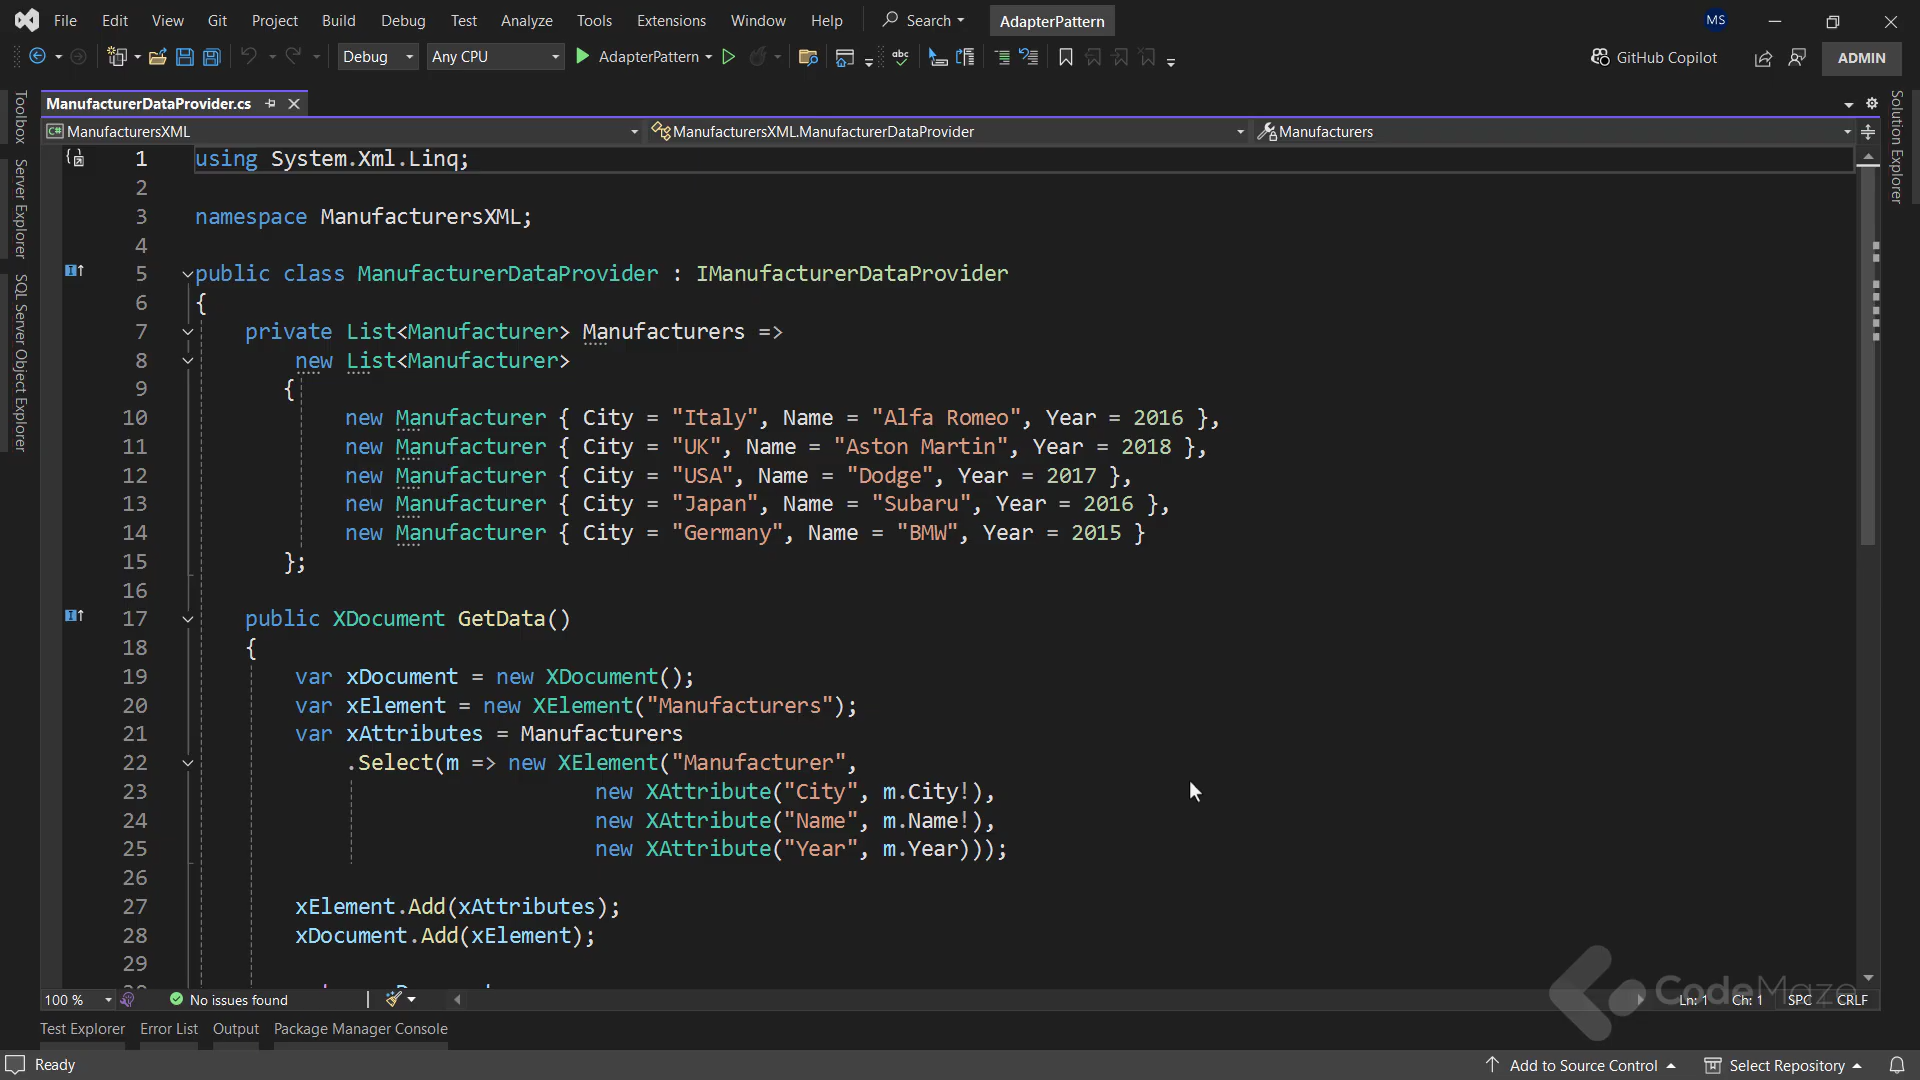 File Edit View Git Project Build Debug Test Analyze Tools Extensions Window Help Search AdapterPattern MS
Debug Any CPU AdapterPattern abc GitHub Copilot ADMIN
ManufacturerDataProvider.cs
C# ManufacturersXML ManufacturersXML.ManufacturerDataProvider Manufacturers
Toolbox
Server Explorer
SQL Server Object Explorer
Solution Explorer
1 using System.Xml.Linq;
2
3 namespace ManufacturersXML;
4
5 public class ManufacturerDataProvider : IManufacturerDataProvider
6 {
7 private List<Manufacturer> Manufacturers =>
8 new List<Manufacturer>
9 {
10 new Manufacturer { City = "Italy", Name = "Alfa Romeo", Year = 2016 },
11 new Manufacturer { City = "UK", Name = "Aston Martin", Year = 2018 },
12 new Manufacturer { City = "USA", Name = "Dodge", Year = 2017 },
13 new Manufacturer { City = "Japan", Name = "Subaru", Year = 2016 },
14 new Manufacturer { City = "Germany", Name = "BMW", Year = 2015 }
15 };
16
17 public XDocument GetData()
18 {
19 var xDocument = new XDocument();
20 var xElement = new XElement("Manufacturers");
21 var xAttributes = Manufacturers
22 .Select(m => new XElement("Manufacturer",
23 new XAttribute("City", m.City!),
24 new XAttribute("Name", m.Name!),
25 new XAttribute("Year", m.Year)));
26
27 xElement.Add(xAttributes);
28 xDocument.Add(xElement);
29
100 % No issues found Ln: 1 Ch: 1 SPC CRLF
CodeMaze
Test Explorer Error List Output Package Manager Console
Ready Add to Source Control Select Repository